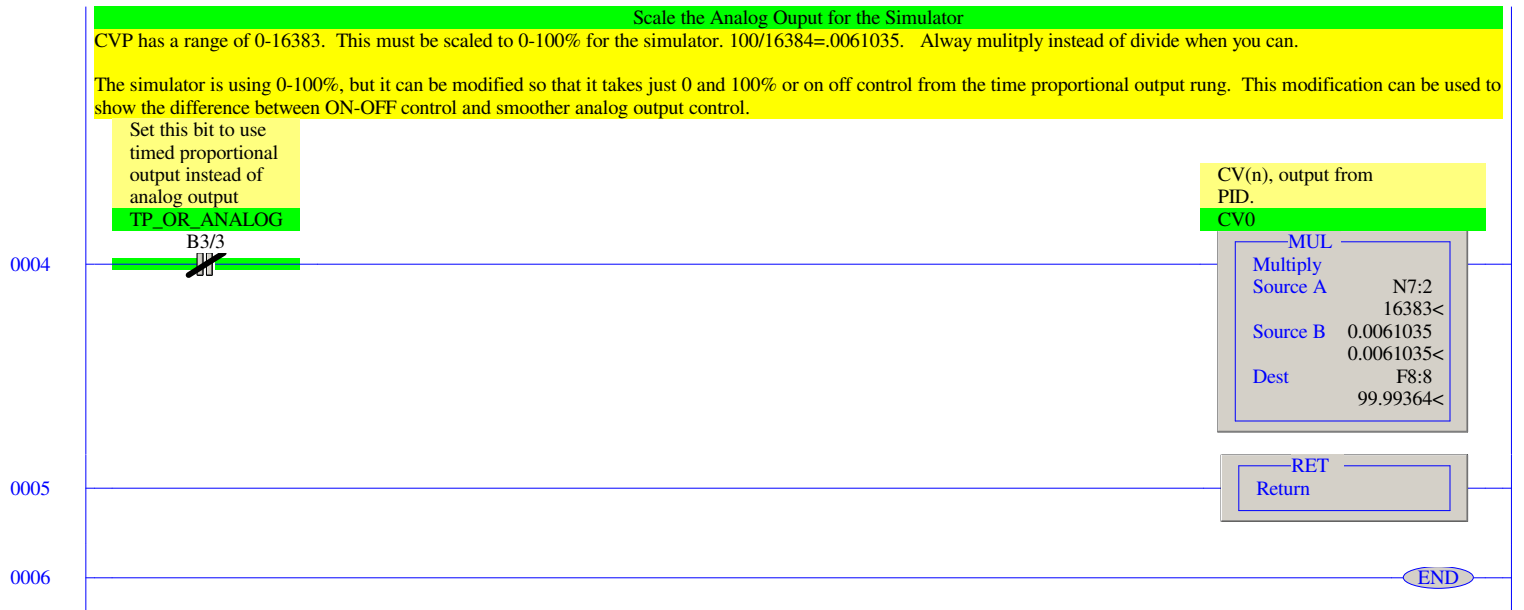 Scale the Analog Ouput for the Simulator
CVP has a range of 0-16383.  This must be scaled to 0-100% for the simulator. 100/16384=.0061035.   Alway mulitply instead of divide when you can.
The simulator is using 0-100%, but it can be modified so that it takes just 0 and 100% or on off control from the time proportional output rung.  This modification can be used to
show the difference between ON-OFF control and smoother analog output control.
Set this bit to use
timed proportional
output instead of
analog output
TP_OR_ANALOG
B3/3
0004
CV(n), output from
PID.
CV0
MUL
Multiply
Source A N7:2
16383<
Source B 0.0061035
0.0061035<
Dest F8:8
99.99364<
0005
RET
Return
0006
END